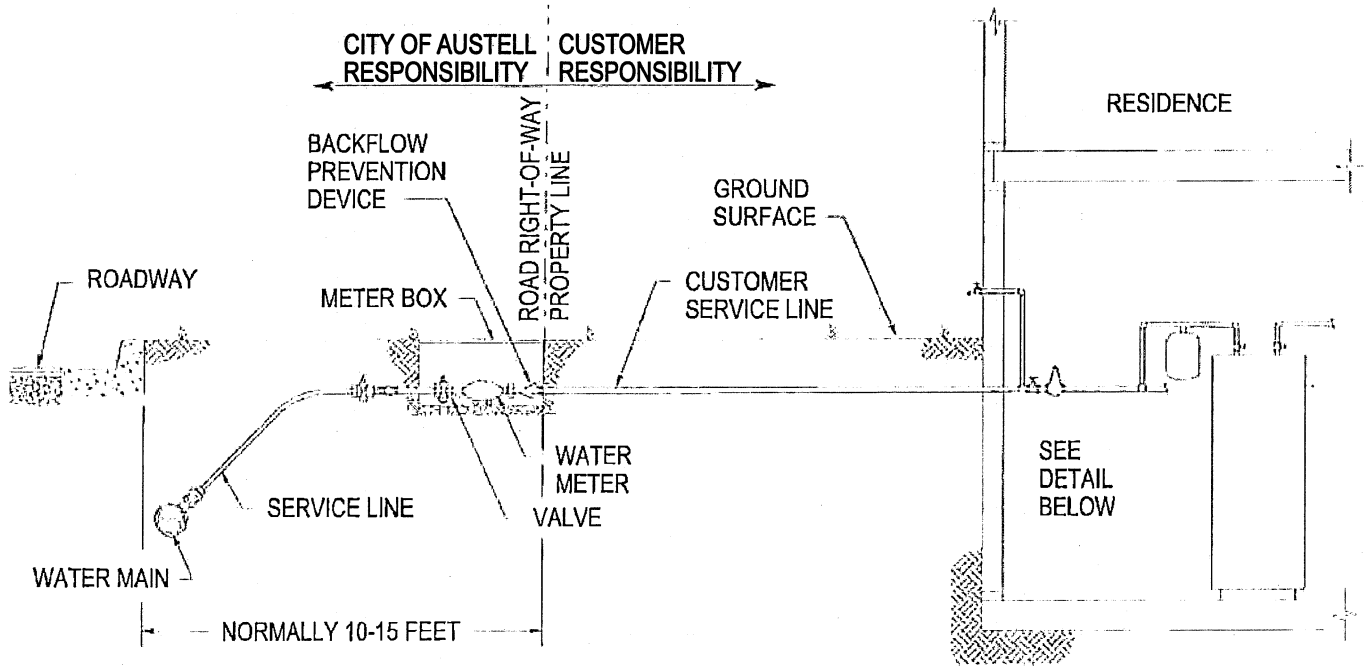 CITY OF AUSTELL
RESPONSIBILITY
CUSTOMER
RESPONSIBILITY
RESIDENCE
BACKFLOW
PREVENTION
DEVICE
ROAD RIGHT-OF-WAY
PROPERTY LINE
GROUND
SURFACE
ROADWAY
METER BOX
CUSTOMER
SERVICE LINE
WATER
METER
SEE
DETAIL
BELOW
SERVICE LINE
VALVE
WATER MAIN
NORMALLY 10-15 FEET